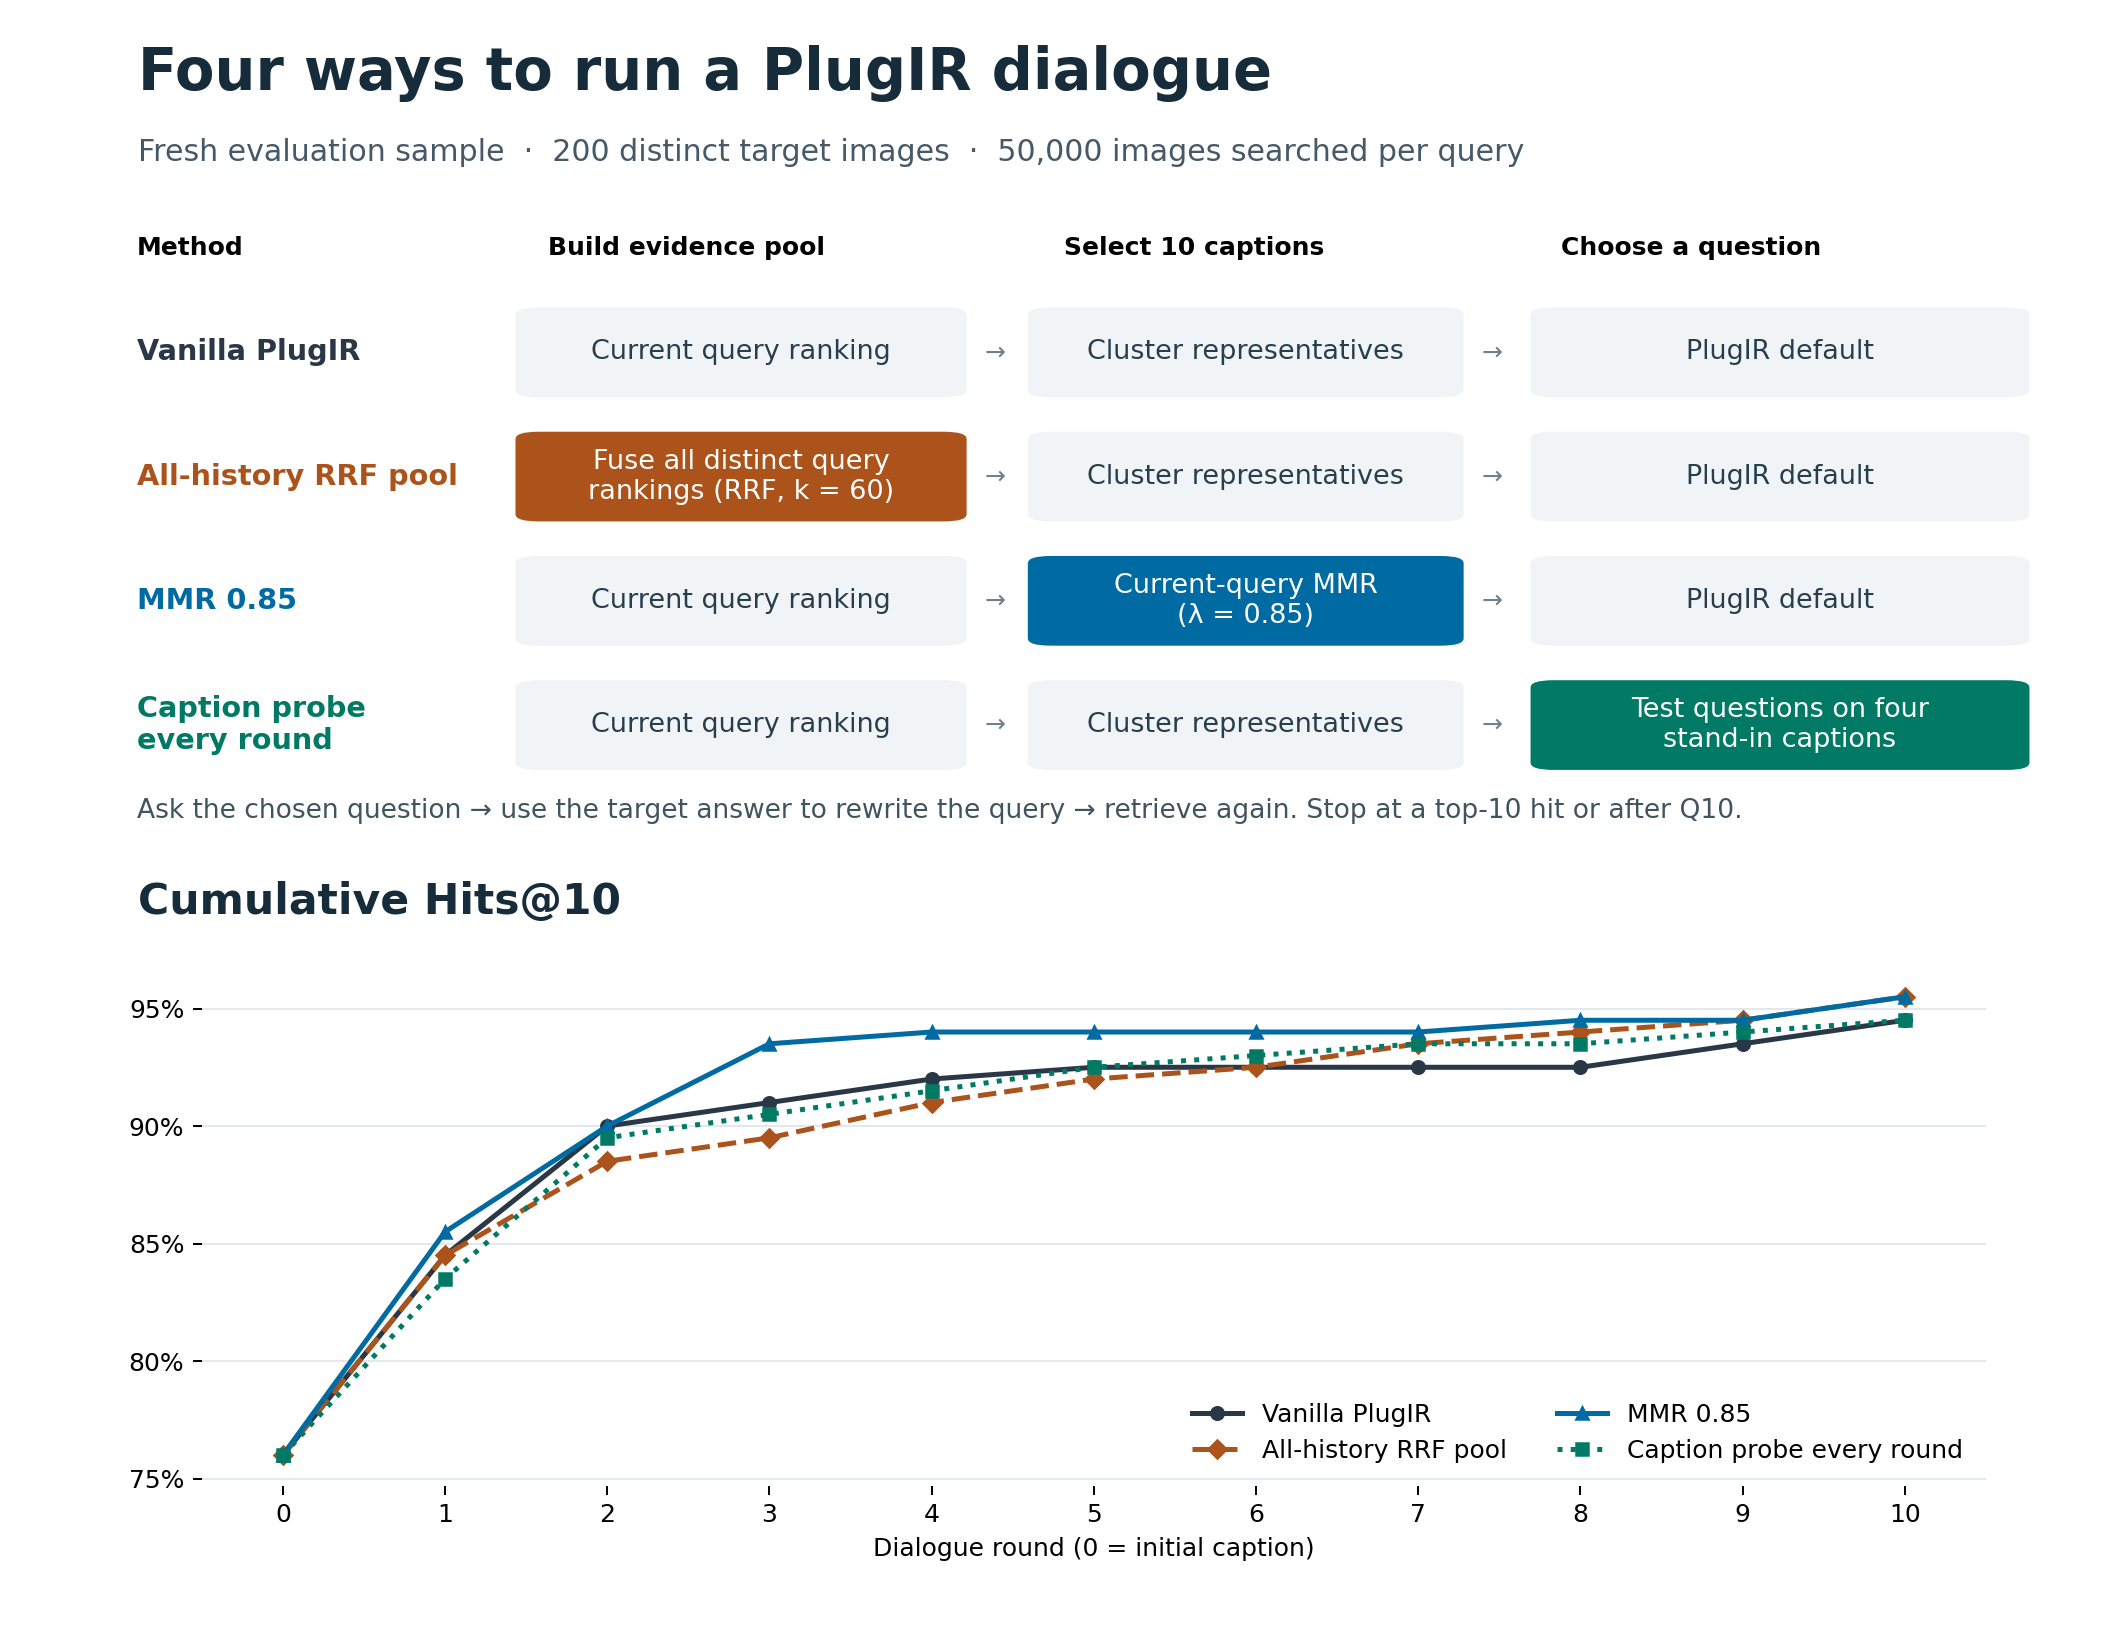 Four ways to run a PlugIR dialogue
Fresh evaluation sample · 200 distinct target images · 50,000 images searched per query
Method
Build evidence pool
Select 10 captions
Choose a question
Vanilla PlugIR
Current query ranking
→
Cluster representatives
→
PlugIR default
All-history RRF pool
Fuse all distinct query
rankings (RRF, k = 60)
→
Cluster representatives
→
PlugIR default
MMR 0.85
Current query ranking
→
Current-query MMR
(λ = 0.85)
→
PlugIR default
Caption probe
every round
Current query ranking
→
Cluster representatives
→
Test questions on four
stand-in captions
Ask the chosen question → use the target answer to rewrite the query → retrieve again. Stop at a top-10 hit or after Q10.
Cumulative Hits@10
95%
90%
85%
80%
75%
Vanilla PlugIR
All-history RRF pool
MMR 0.85
Caption probe every round
0 1 2 3 4 5 6 7 8 9 10
Dialogue round (0 = initial caption)